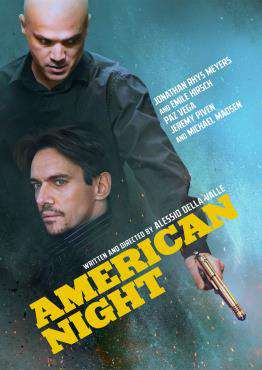 JONATHAN RHYS MEYERS
AND EMILE HIRSCH
PAZ VEGA
JEREMY PIVEN
AND MICHAEL MADSEN
WRITTEN AND DIRECTED BY ALESSIO DELLA VALLE
AMERICAN
NIGHT